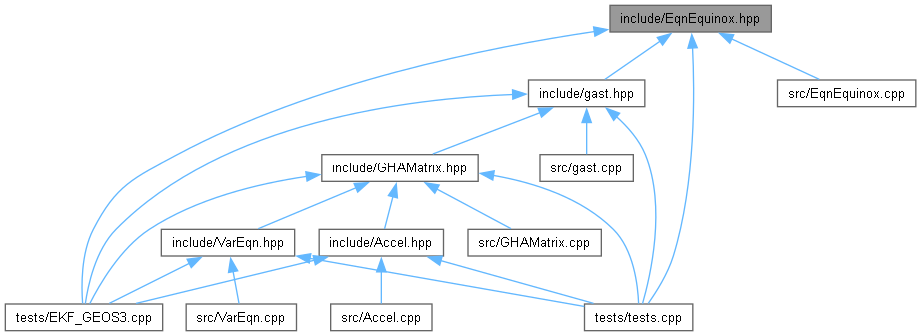 include/EqnEquinox.hpp
include/gast.hpp
src/EqnEquinox.cpp
include/GHAMatrix.hpp
src/gast.cpp
include/VarEqn.hpp
include/Accel.hpp
src/GHAMatrix.cpp
tests/EKF_GEOS3.cpp
src/VarEqn.cpp
src/Accel.cpp
tests/tests.cpp